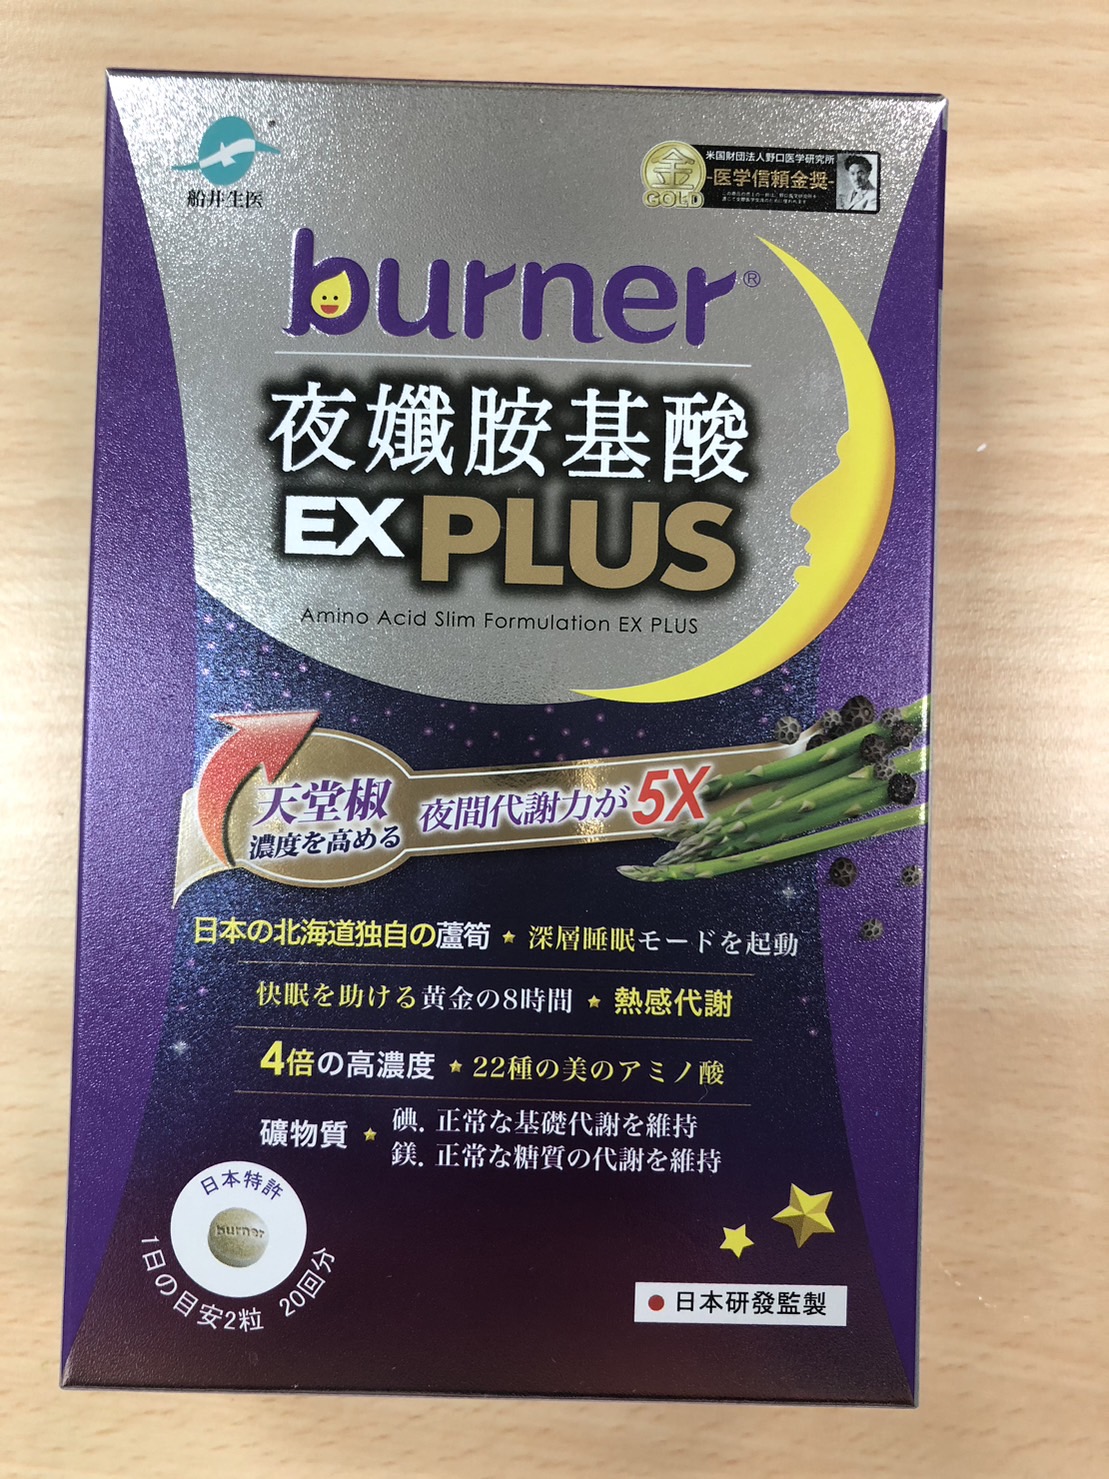 船井生医
金
GOLD
米国財団法人野口医学研究所
-医学信頼金奨-
burner®
夜孅胺基酸
EX PLUS
Amino Acid Slim Formulation EX PLUS
天堂椒
濃度を高める
夜間代謝力が5X
日本の北海道独自の蘆筍★深層睡眠モードを起動
快眠を助ける黄金の8時間★熱感代謝
4倍の高濃度★22種の美のアミノ酸
礦物質★
碘.正常な基礎代謝を維持
鎂.正常な糖質の代謝を維持
日本特許
burner
1日の目安2粒 20回分
日本研發監製